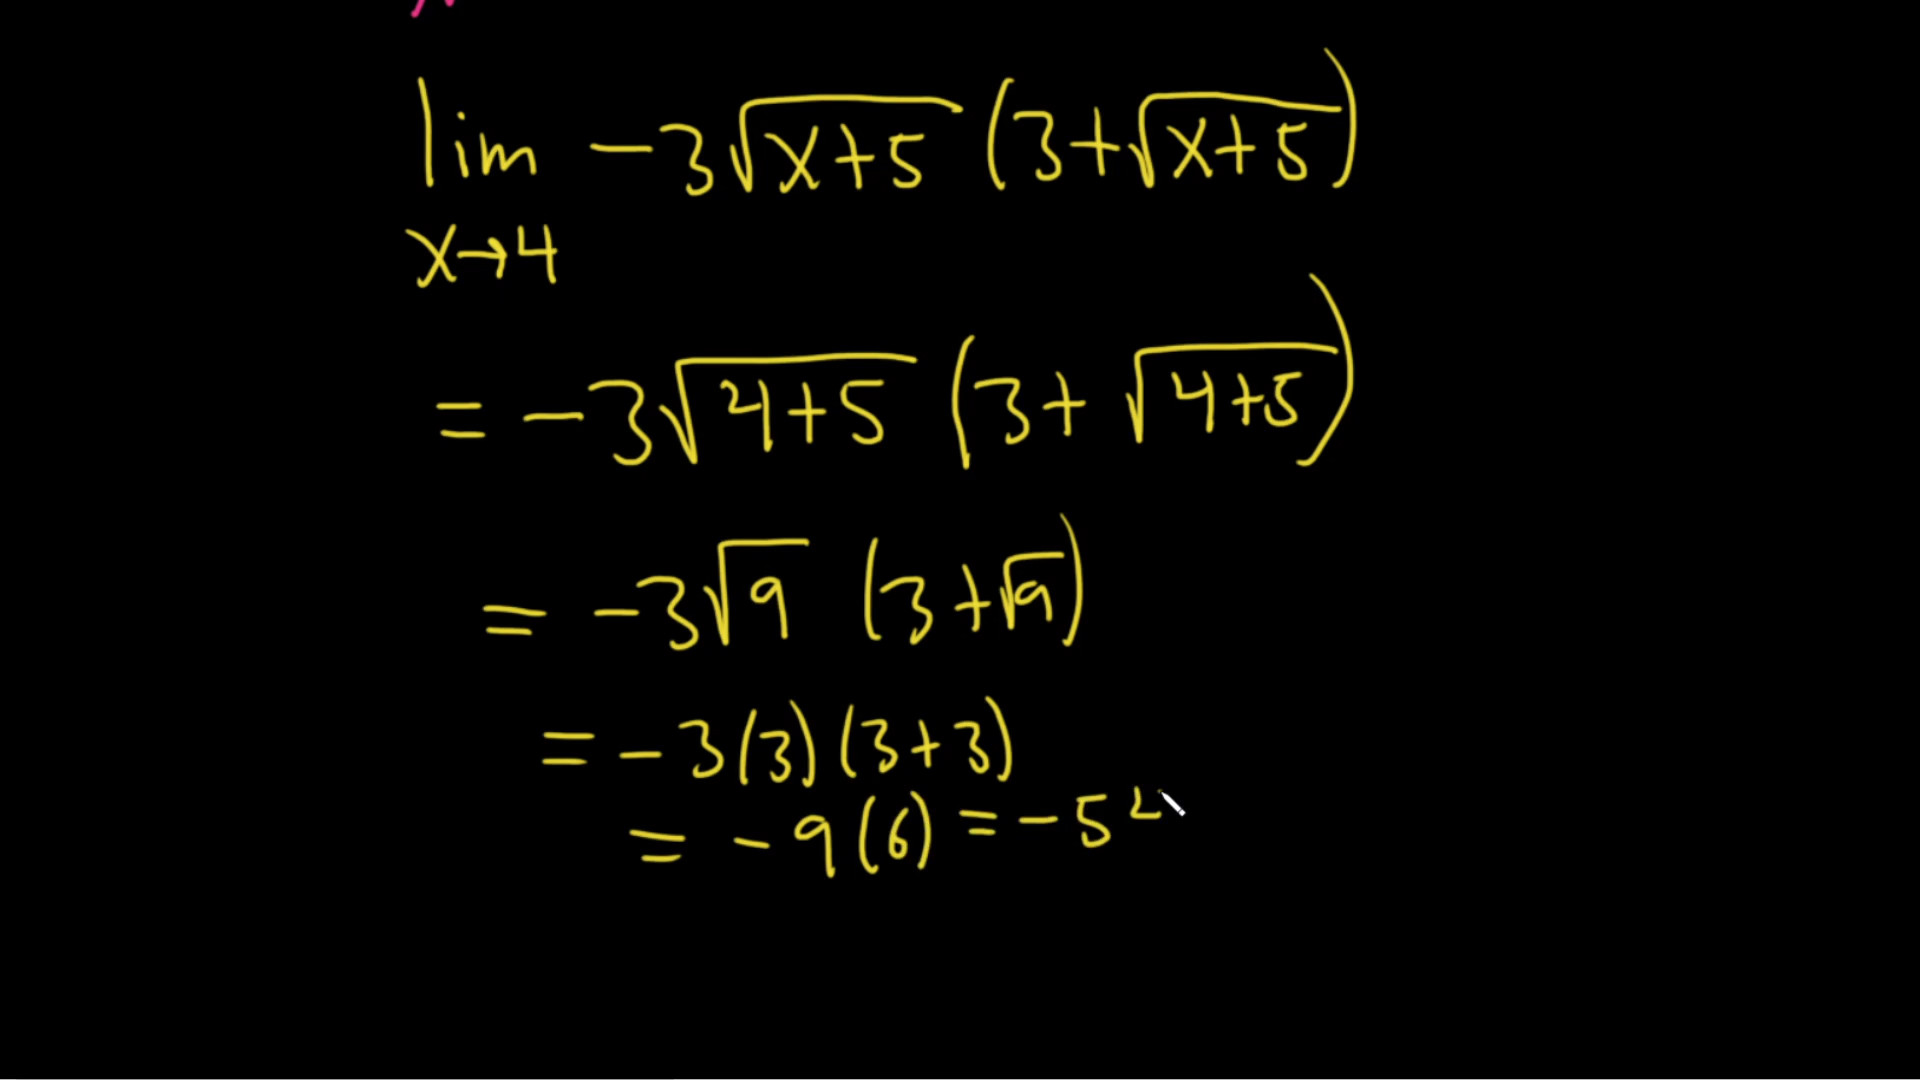 lim −3√(x+5) (3+√(x+5))
x→4
= −3√(4+5) (3+√(4+5))
= −3√9 (3+√9)
= −3(3)(3+3)
= −9(6) = −5